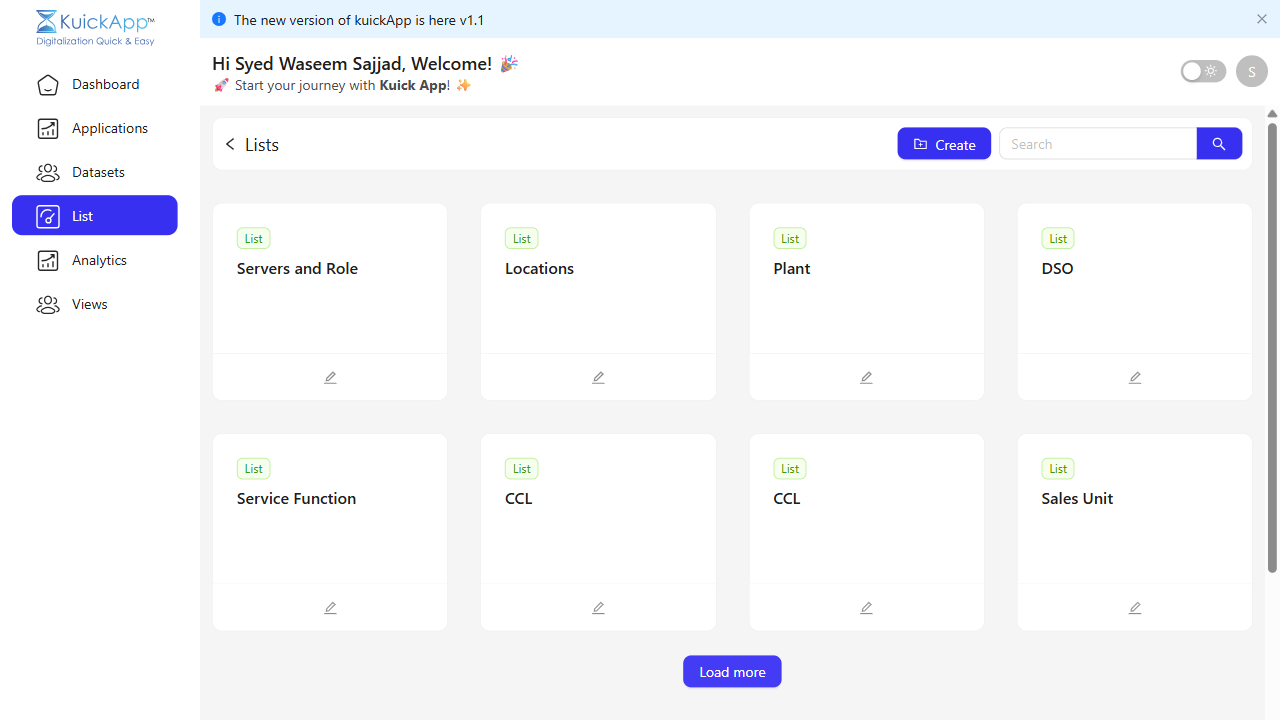 KuickApp™
Digitalization Quick & Easy
Dashboard
Applications
Datasets
List
Analytics
Views
The new version of kuickApp is here v1.1
Hi Syed Waseem Sajjad, Welcome! 🎉
🚀 Start your journey with Kuick App! ✨
S
Lists
Create
Search
List
Servers and Role
List
Locations
List
Plant
List
DSO
List
Service Function
List
CCL
List
CCL
List
Sales Unit
Load more